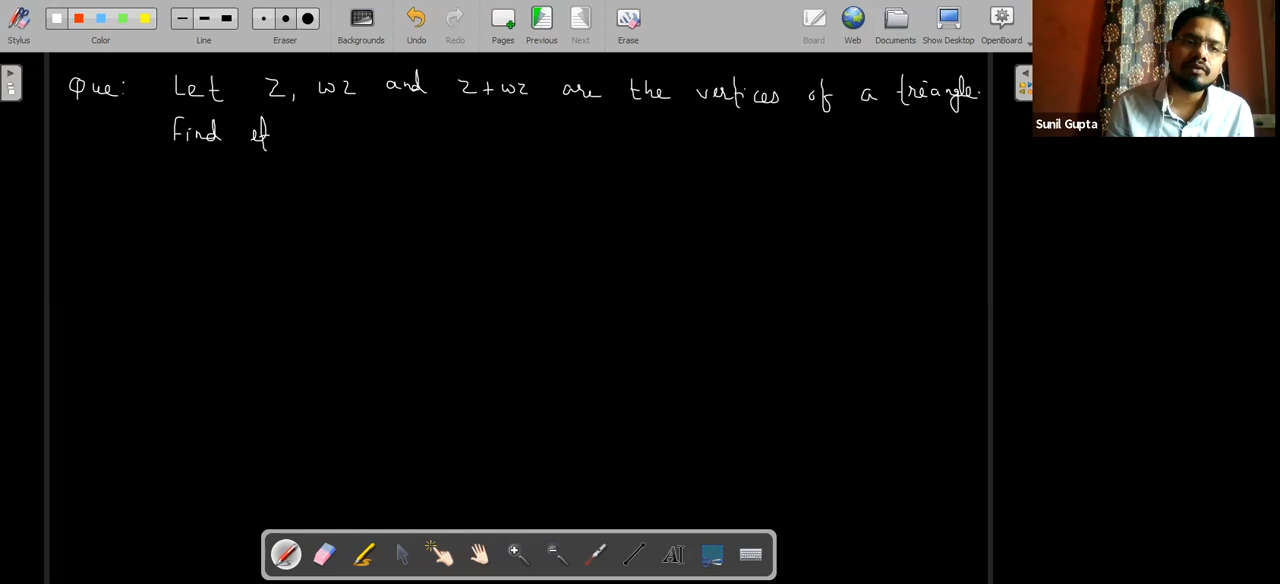 Stylus Color Line Eraser Backgrounds Undo Redo Pages Previous Next Erase Board Web Documents Show Desktop OpenBoard
Que: Let z, ωz and z+ωz are the vertices of a triangle.
Sunil Gupta
Find
AI